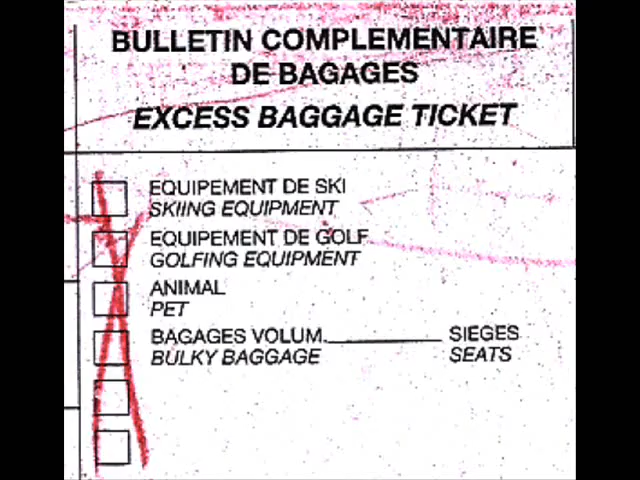 BULLETIN COMPLEMENTAIRE
DE BAGAGES
EXCESS BAGGAGE TICKET
EQUIPEMENT DE SKI
SKIING EQUIPMENT
EQUIPEMENT DE GOLF
GOLFING EQUIPMENT
ANIMAL
PET
BAGAGES VOLUM. SIEGES
BULKY BAGGAGE SEATS